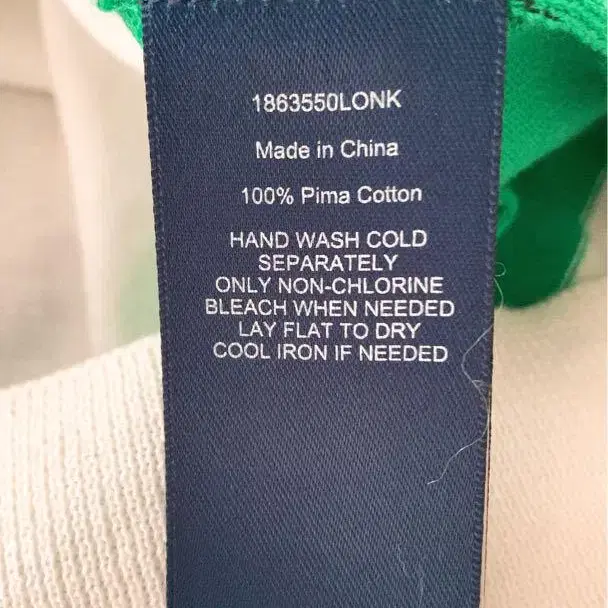 1863550LONK
Made in China
100% Pima Cotton
HAND WASH COLD
SEPARATELY
ONLY NON-CHLORINE
BLEACH WHEN NEEDED
LAY FLAT TO DRY
COOL IRON IF NEEDED